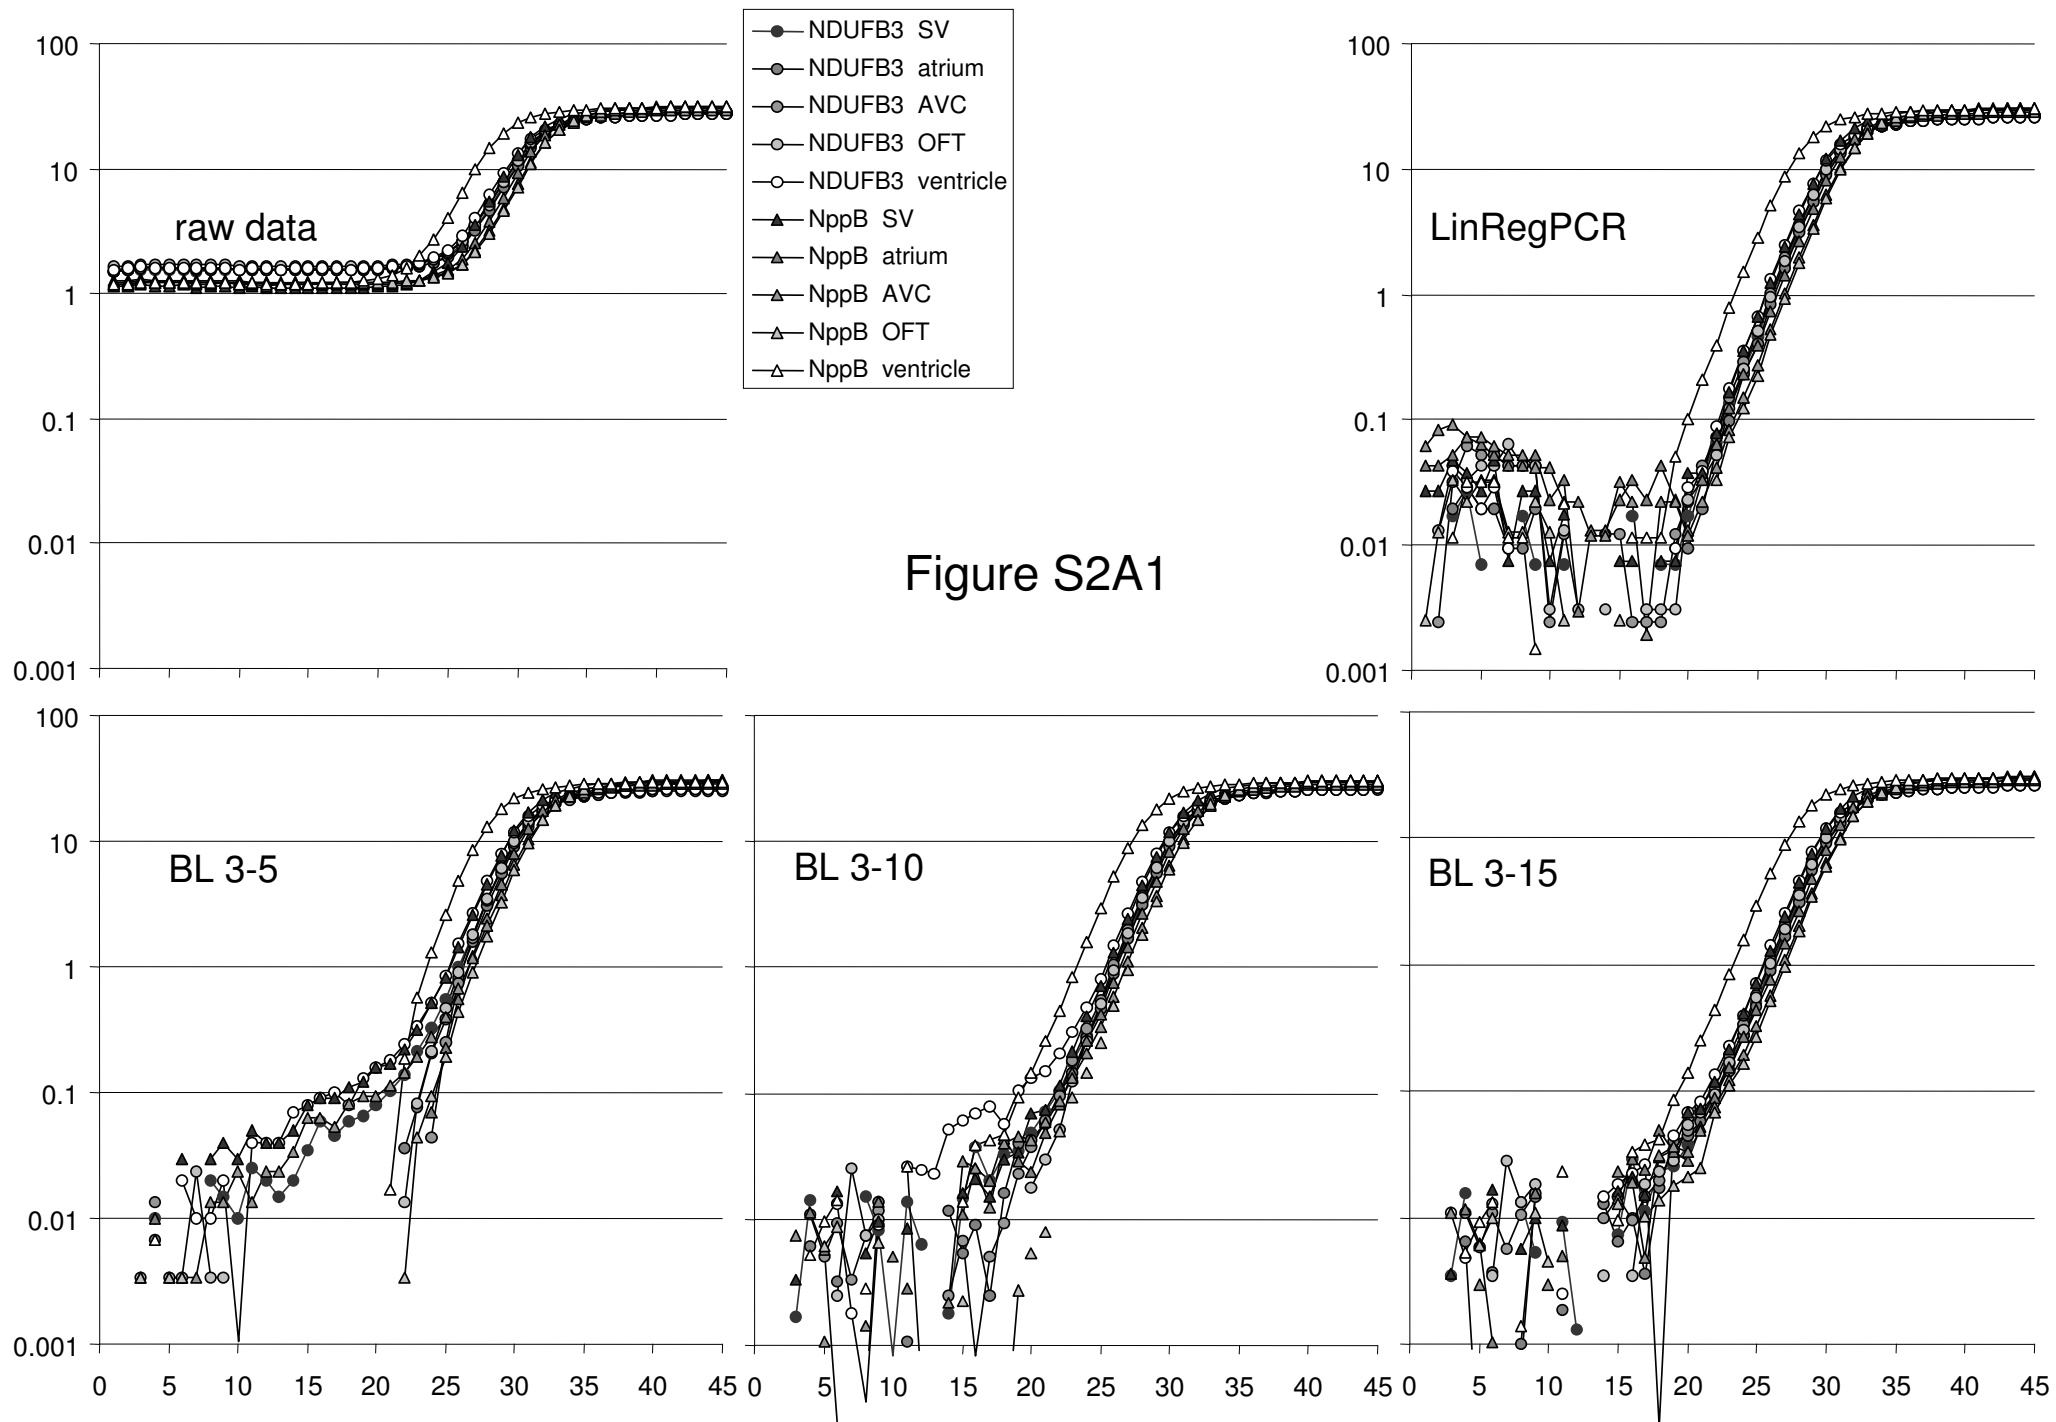 100
10
1
0.1
0.01
0.001
raw data
NDUFB3 SV
NDUFB3 atrium
NDUFB3 AVC
NDUFB3 OFT
NDUFB3 ventricle
NppB SV
NppB atrium
NppB AVC
NppB OFT
NppB ventricle
100
10
1
0.1
0.01
0.001
LinRegPCR
Figure S2A1
100
10
1
0.1
0.01
0.001
BL 3-5
0 5 10 15 20 25 30 35 40 45
BL 3-10
0 5 10 15 20 25 30 35 40 45
BL 3-15
0 5 10 15 20 25 30 35 40 45